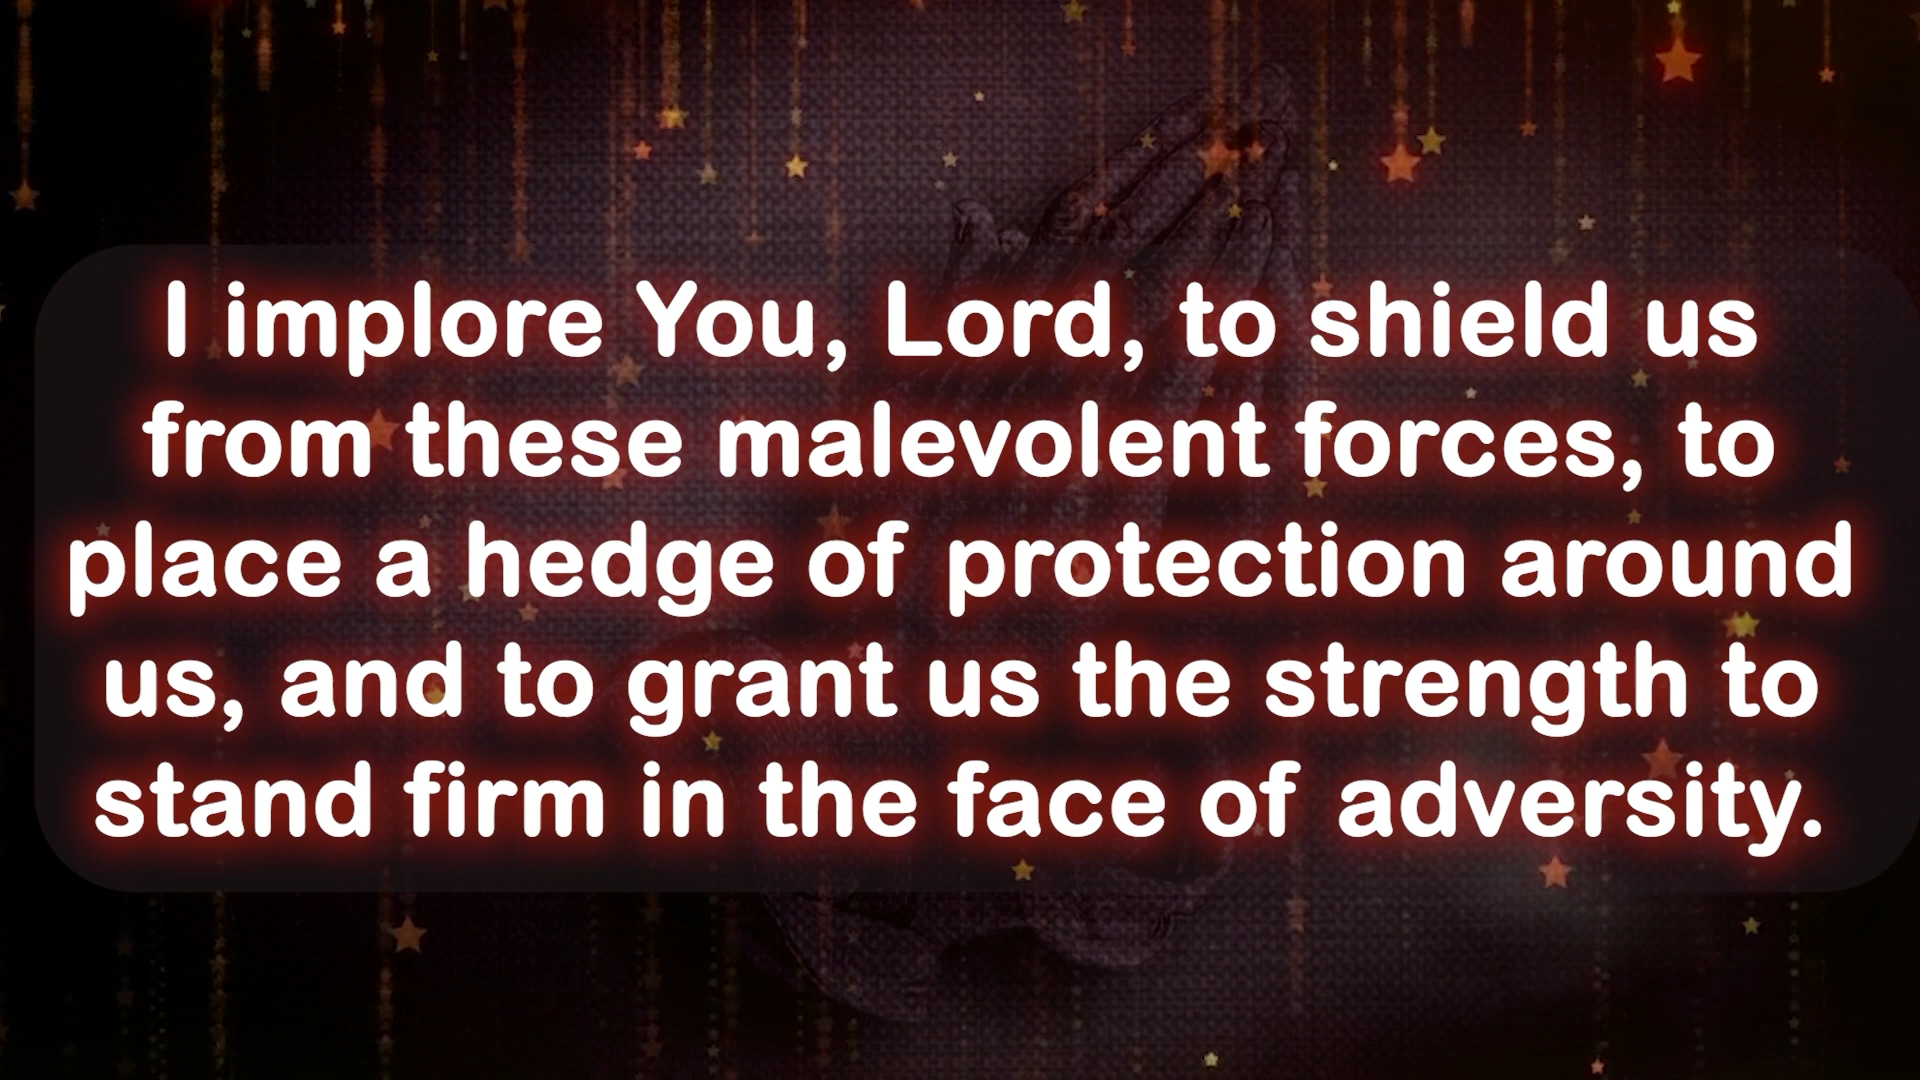 I implore You, Lord, to shield us
from these malevolent forces, to
place a hedge of protection around
us, and to grant us the strength to
stand firm in the face of adversity.